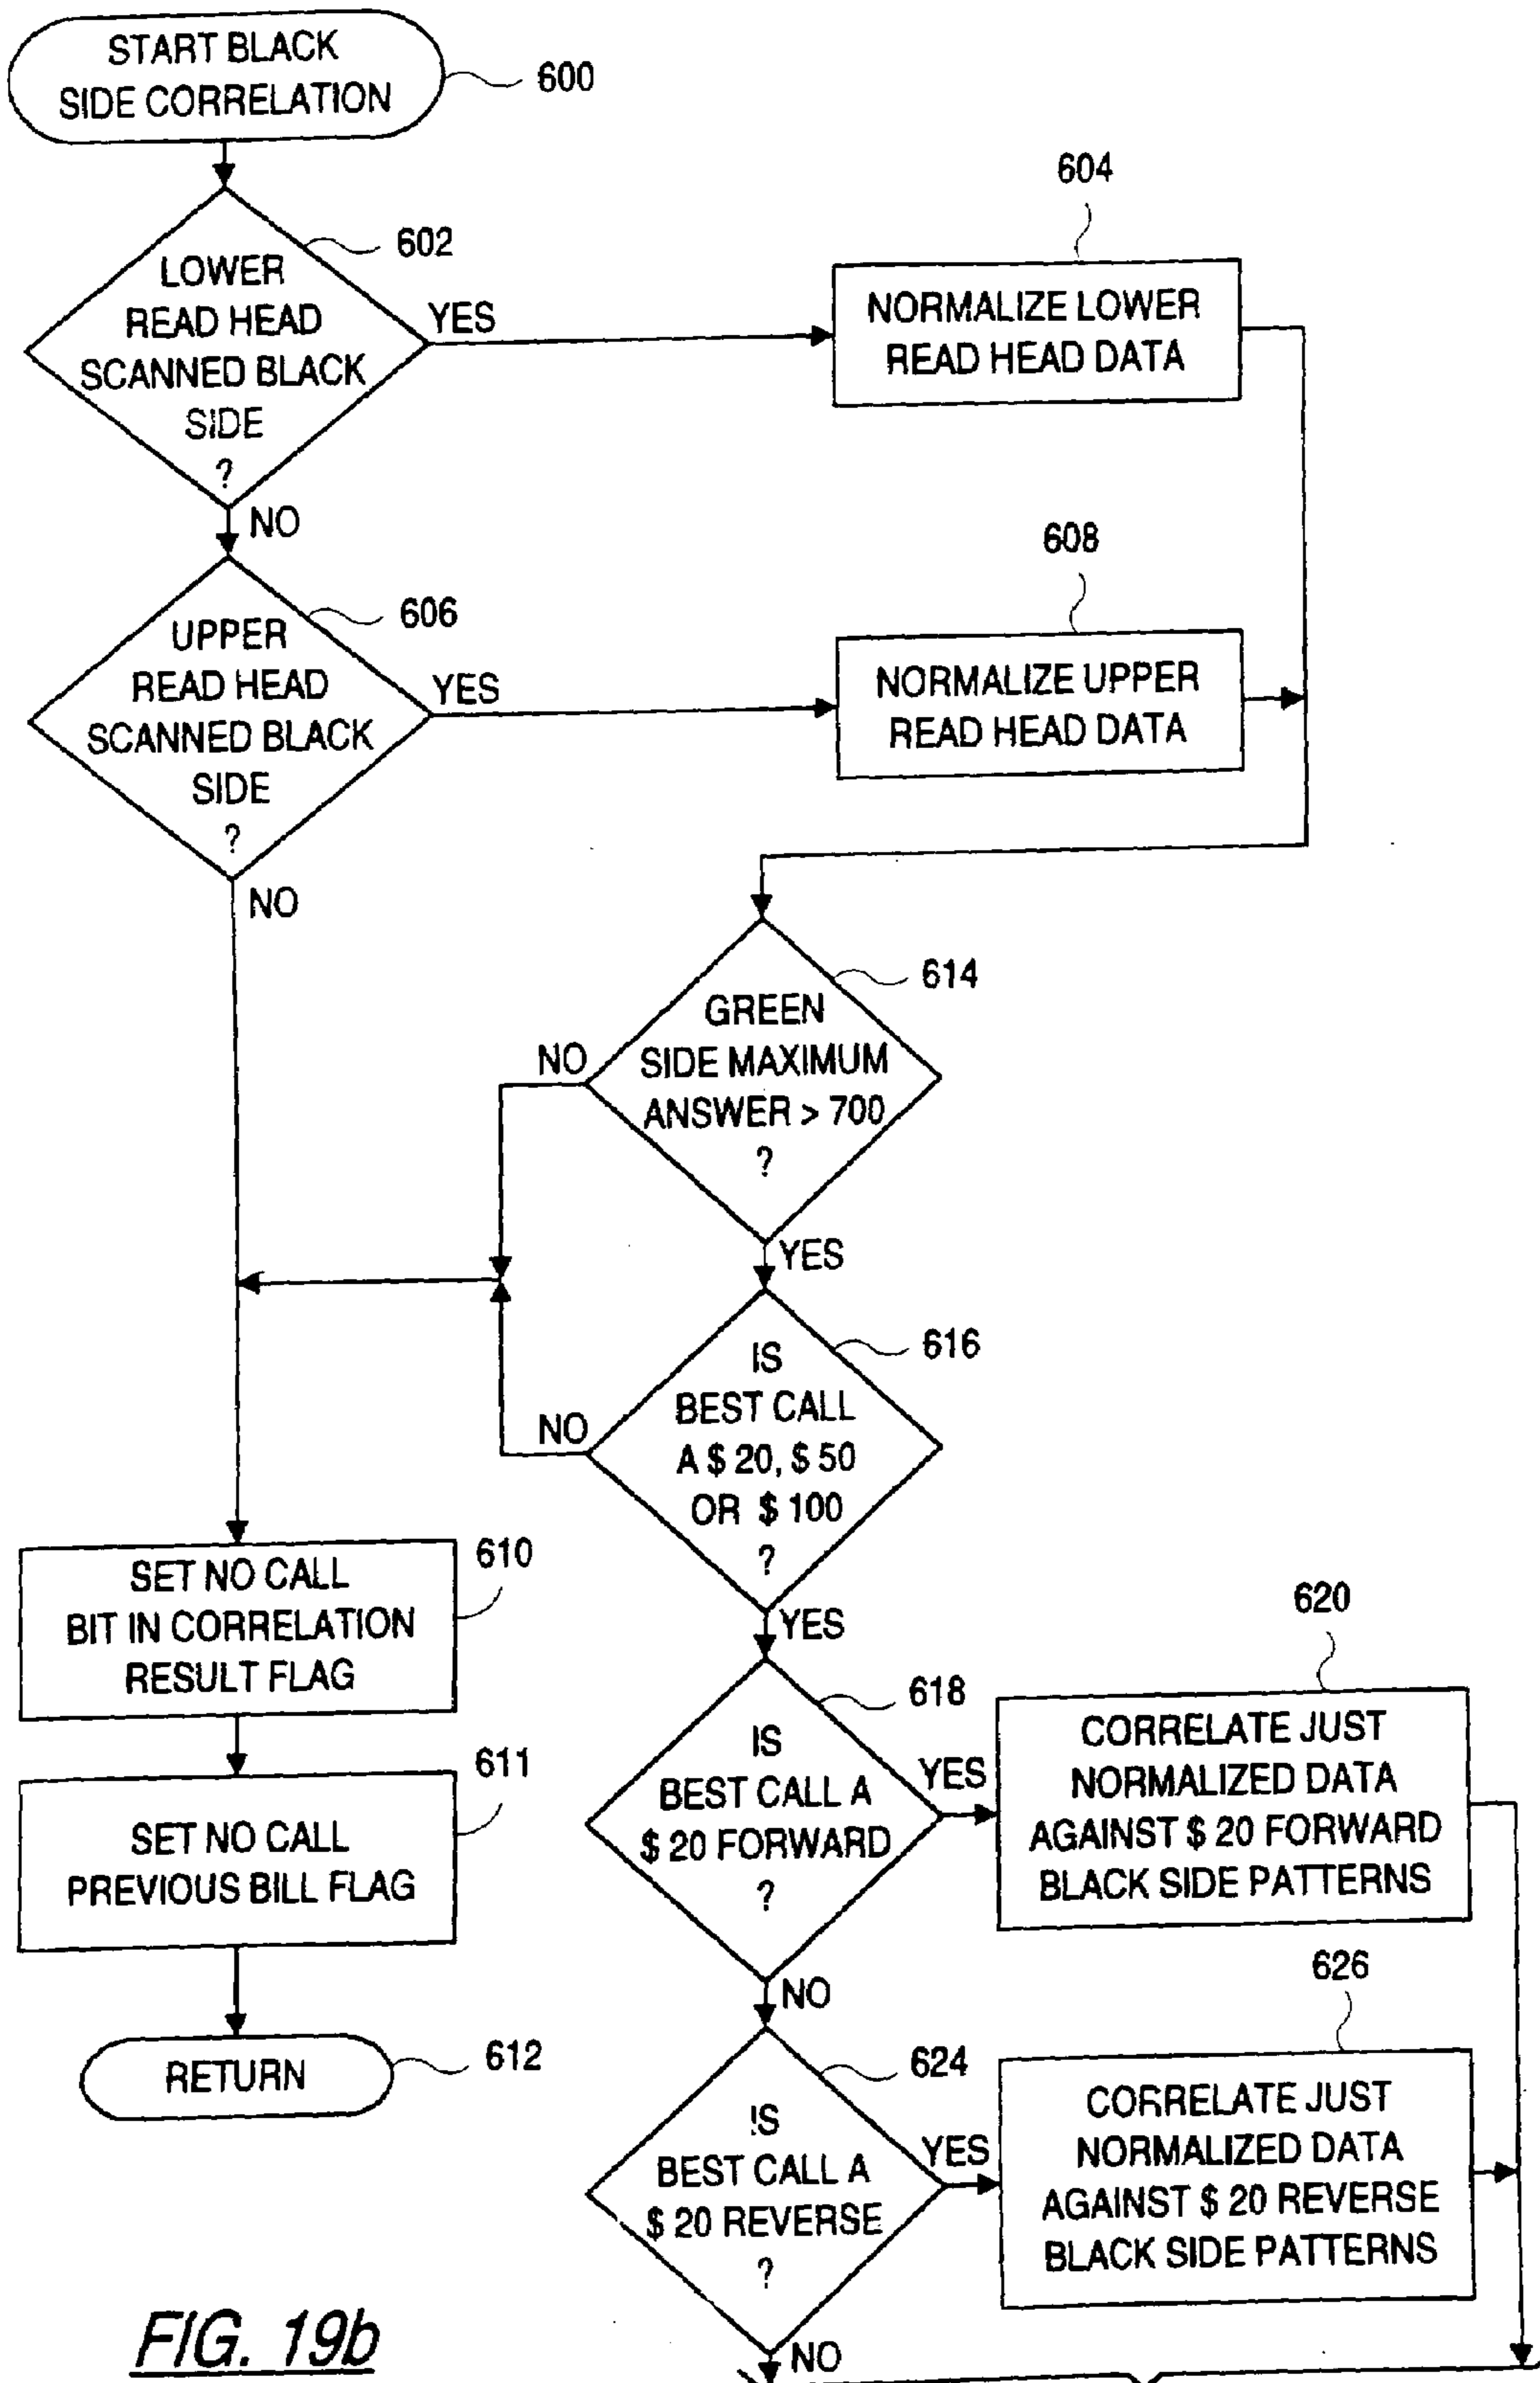 START BLACK
SIDE CORRELATION
600
LOWER
READ HEAD
SCANNED BLACK
SIDE
?
602
YES
NO
604
NORMALIZE LOWER
READ HEAD DATA
UPPER
READ HEAD
SCANNED BLACK
SIDE
?
606
YES
NO
608
NORMALIZE UPPER
READ HEAD DATA
GREEN
SIDE MAXIMUM
ANSWER > 700
?
614
NO
YES
IS
BEST CALL
A $ 20, $ 50
OR $ 100
?
616
NO
YES
SET NO CALL
BIT IN CORRELATION
RESULT FLAG
610
SET NO CALL
PREVIOUS BILL FLAG
611
RETURN
612
IS
BEST CALL A
$ 20 FORWARD
?
618
YES
NO
620
CORRELATE JUST
NORMALIZED DATA
AGAINST $ 20 FORWARD
BLACK SIDE PATTERNS
IS
BEST CALL A
$ 20 REVERSE
?
624
YES
NO
626
CORRELATE JUST
NORMALIZED DATA
AGAINST $ 20 REVERSE
BLACK SIDE PATTERNS
FIG. 19b